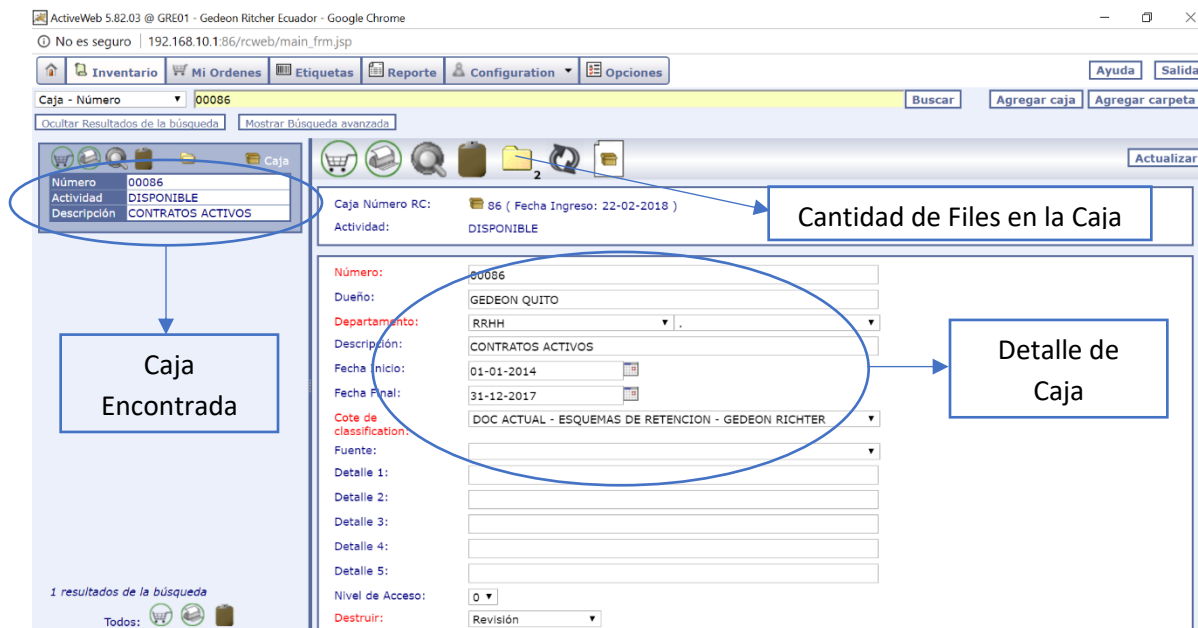 ActiveWeb 5.82.03 @ GRE01 - Gedeon Ritcher Ecuador - Google Chrome
No es seguro | 192.168.10.1:86/rcweb/main_frm.jsp
Inventario Mi Ordenes Etiquetas Reporte Configuration Opciones Ayuda Salida
Caja - Número 00086 Buscar Agregar caja Agregar carpeta
Ocultar Resultados de la búsqueda Mostrar Búsqueda avanzada
Caja
Número 00086
Actividad DISPONIBLE
Descripción CONTRATOS ACTIVOS
Caja
Encontrada
1 resultados de la búsqueda
Todos:
2
Actualizar
Caja Número RC: 86 ( Fecha Ingreso: 22-02-2018 )
Actividad: DISPONIBLE
Cantidad de Files en la Caja
Número: 00086
Dueño: GEDEON QUITO
Departamento: RRHH .
Descripción: CONTRATOS ACTIVOS
Fecha Inicio: 01-01-2014
Fecha Final: 31-12-2017
Cote de
classification: DOC ACTUAL - ESQUEMAS DE RETENCION - GEDEON RICHTER
Fuente:
Detalle 1:
Detalle 2:
Detalle 3:
Detalle 4:
Detalle 5:
Nivel de Acceso: 0
Destruir: Revisión
Detalle de
Caja